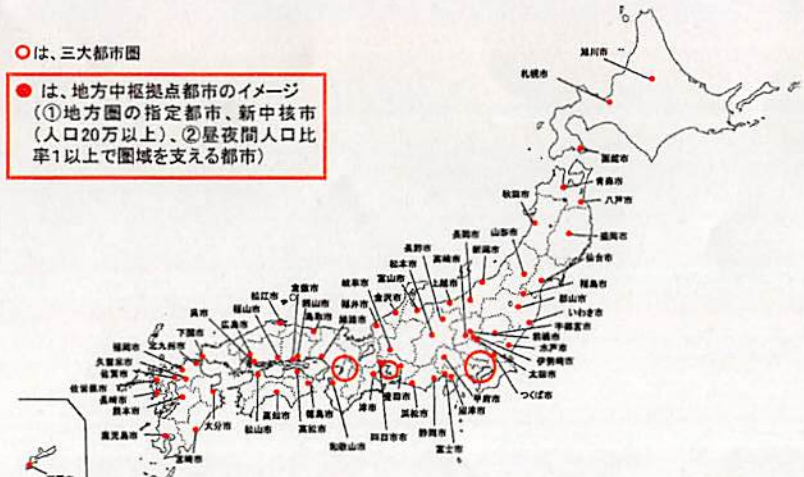 ○は、三大都市圏
● は、地方中枢拠点都市のイメージ
(①地方圏の指定都市、新中核市
(人口20万以上)、②昼夜間人口比
率1以上で圏域を支える都市)
旭川市
札幌市
函館市
青森市
八戸市
秋田市
盛岡市
山形市
仙台市
長岡市
新潟市
長野市
高崎市
上越市
松本市
富山市
金沢市
岐阜市
福井市
姫路市
福島市
郡山市
いわき市
宇都宮市
前橋市
水戸市
伊勢崎市
太田市
つくば市
甲府市
沼津市
富士市
静岡市
浜松市
豊田市
四日市市
津市
和歌山市
徳島市
高松市
高知市
松山市
倉敷市
岡山市
鳥取市
松江市
福山市
呉市
広島市
下関市
北九州市
福岡市
久留米市
佐賀市
佐世保市
長崎市
熊本市
鹿児島市
宮崎市
大分市